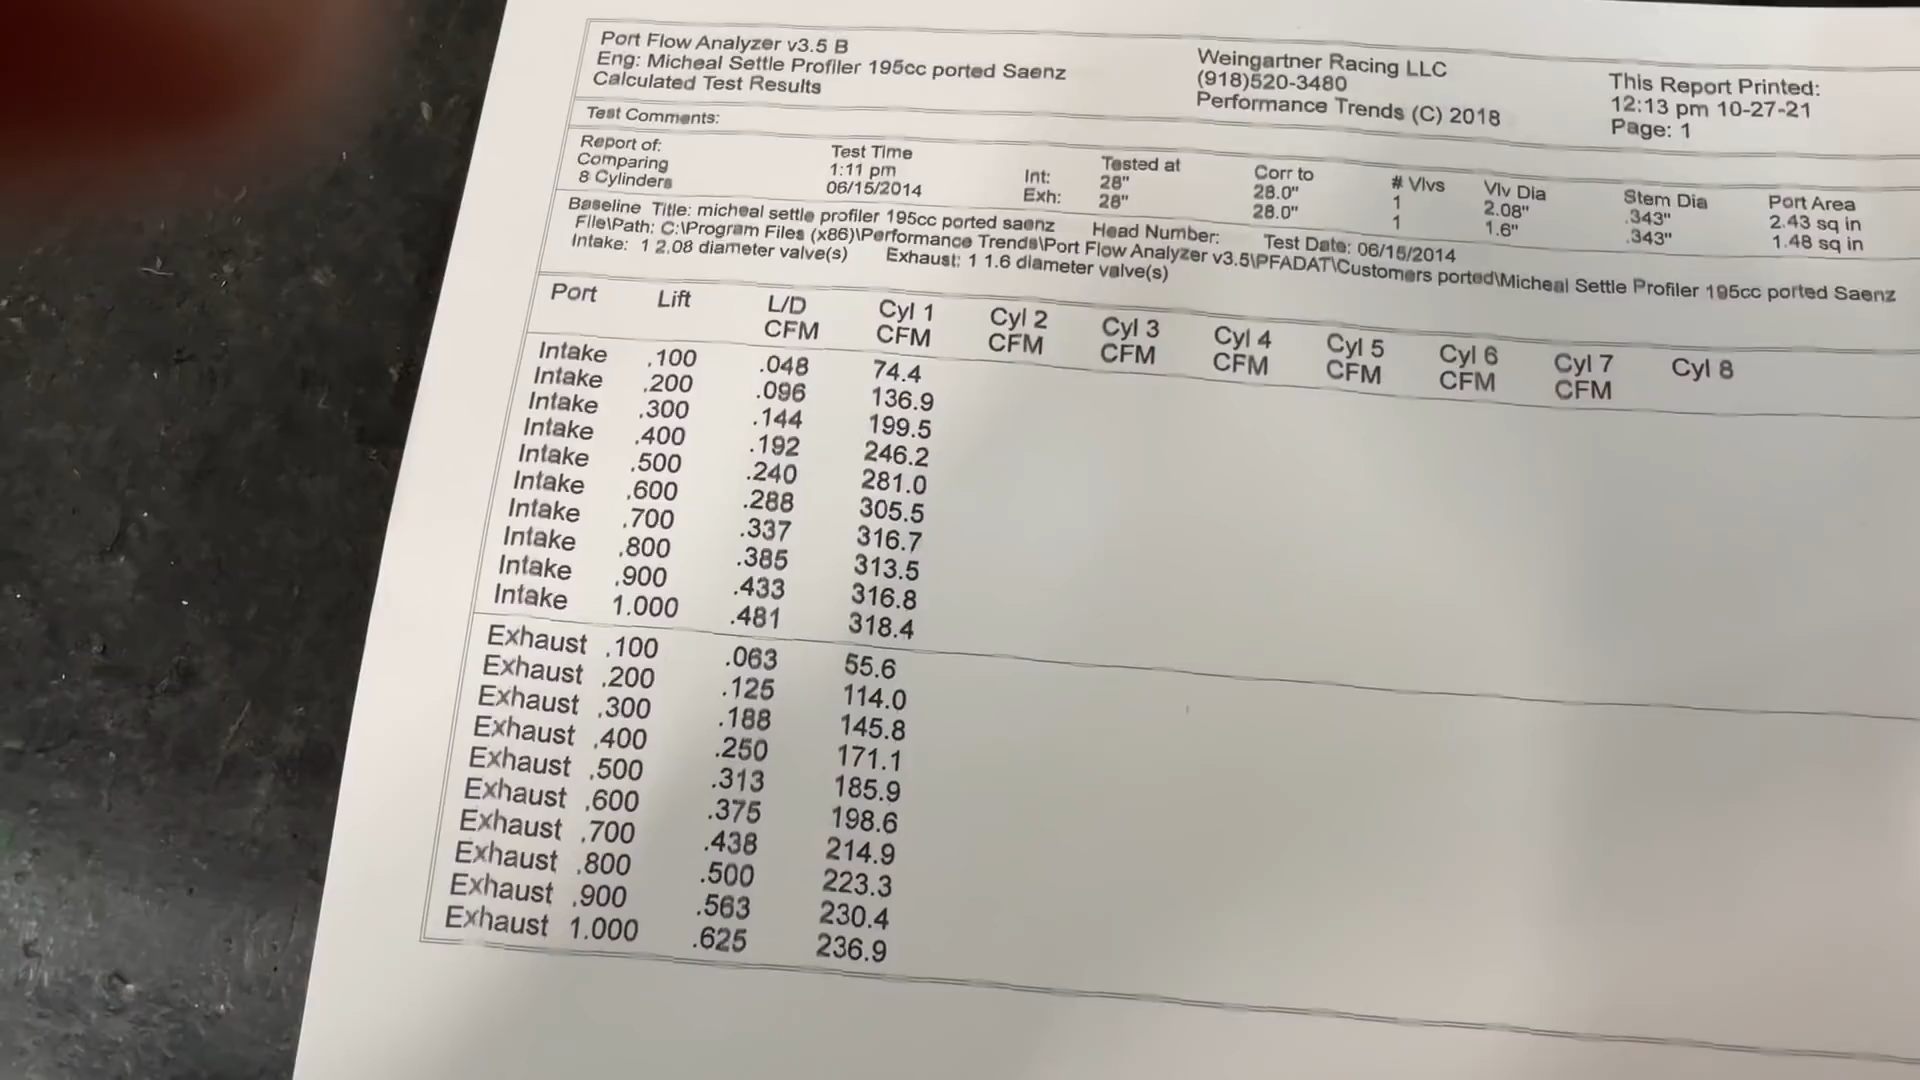 Port Flow Analyzer v3.5 B
Eng: Micheal Settle Profiler 195cc ported Saenz
Calculated Test Results
Weingartner Racing LLC
(918)520-3480
Performance Trends (C) 2018
This Report Printed:
12:13 pm 10-27-21
Page: 1
Test Comments:
Report of:
Comparing
8 Cylinders
Test Time
1:11 pm
06/15/2014
Tested at Corr to # Vlvs Vlv Dia Stem Dia Port Area
Int: 28" 28.0" 1 2.08" .343" 2.43 sq in
Exh: 28" 28.0" 1 1.6" .343" 1.48 sq in
Baseline Title: micheal settle profiler 195cc ported saenz Head Number: Test Date: 06/15/2014
File\Path: C:\Program Files (x86)\Performance Trends\Port Flow Analyzer v3.5\PFADAT\Customers ported\Micheal Settle Profiler 195cc ported Saenz
Intake: 1 2.08 diameter valve(s) Exhaust: 1 1.6 diameter valve(s)
Port Lift L/D Cyl 1 Cyl 2 Cyl 3 Cyl 4 Cyl 5 Cyl 6 Cyl 7 Cyl 8
CFM CFM CFM CFM CFM CFM CFM CFM
Intake .100 .048 74.4
Intake .200 .096 136.9
Intake .300 .144 199.5
Intake .400 .192 246.2
Intake .500 .240 281.0
Intake .600 .288 305.5
Intake .700 .337 316.7
Intake .800 .385 313.5
Intake .900 .433 316.8
Intake 1.000 .481 318.4
Exhaust .100 .063 55.6
Exhaust .200 .125 114.0
Exhaust .300 .188 145.8
Exhaust .400 .250 171.1
Exhaust .500 .313 185.9
Exhaust .600 .375 198.6
Exhaust .700 .438 214.9
Exhaust .800 .500 223.3
Exhaust .900 .563 230.4
Exhaust 1.000 .625 236.9